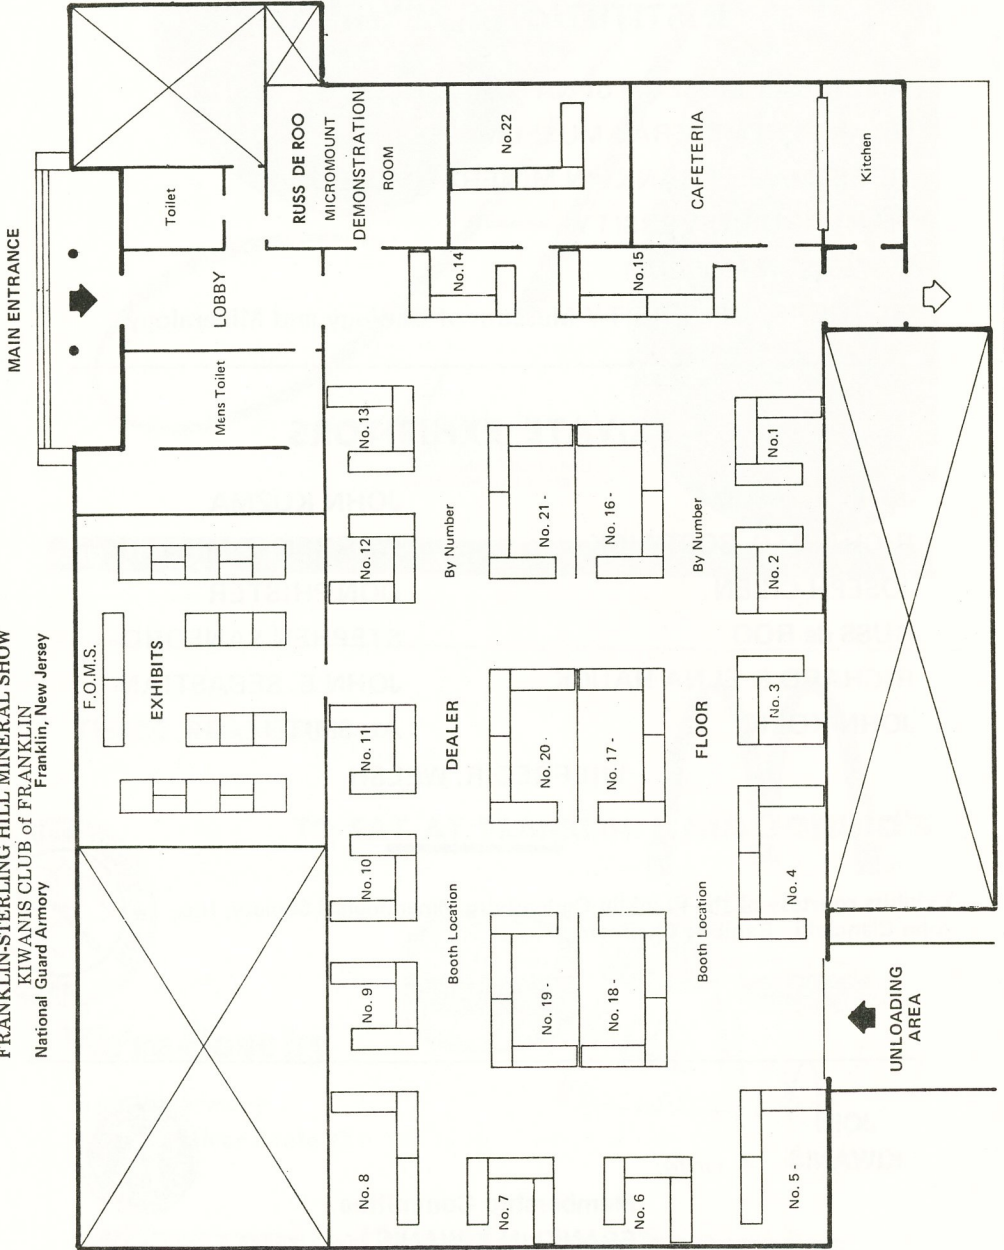 FRANKLIN-STERLING HILL MINERAL SHOW
KIWANIS CLUB of FRANKLIN
National Guard Armory Franklin, New Jersey
MAIN ENTRANCE
Toilet
LOBBY
Mens Toilet
RUSS DE ROO
MICROMOUNT
DEMONSTRATION
ROOM
No.22
CAFETERIA
Kitchen
F.O.M.S.
EXHIBITS
No.14
No.15
No.13
No.12
No.11
No.10
No. 9
No. 8
No. 7
No. 6
No. 5 -
No. 4
No. 3
No. 2
No.1
No. 21 -
No. 16 -
No. 20 -
No. 17 -
No. 19 -
No. 18 -
DEALER
FLOOR
Booth Location
By Number
Booth Location
By Number
UNLOADING
AREA